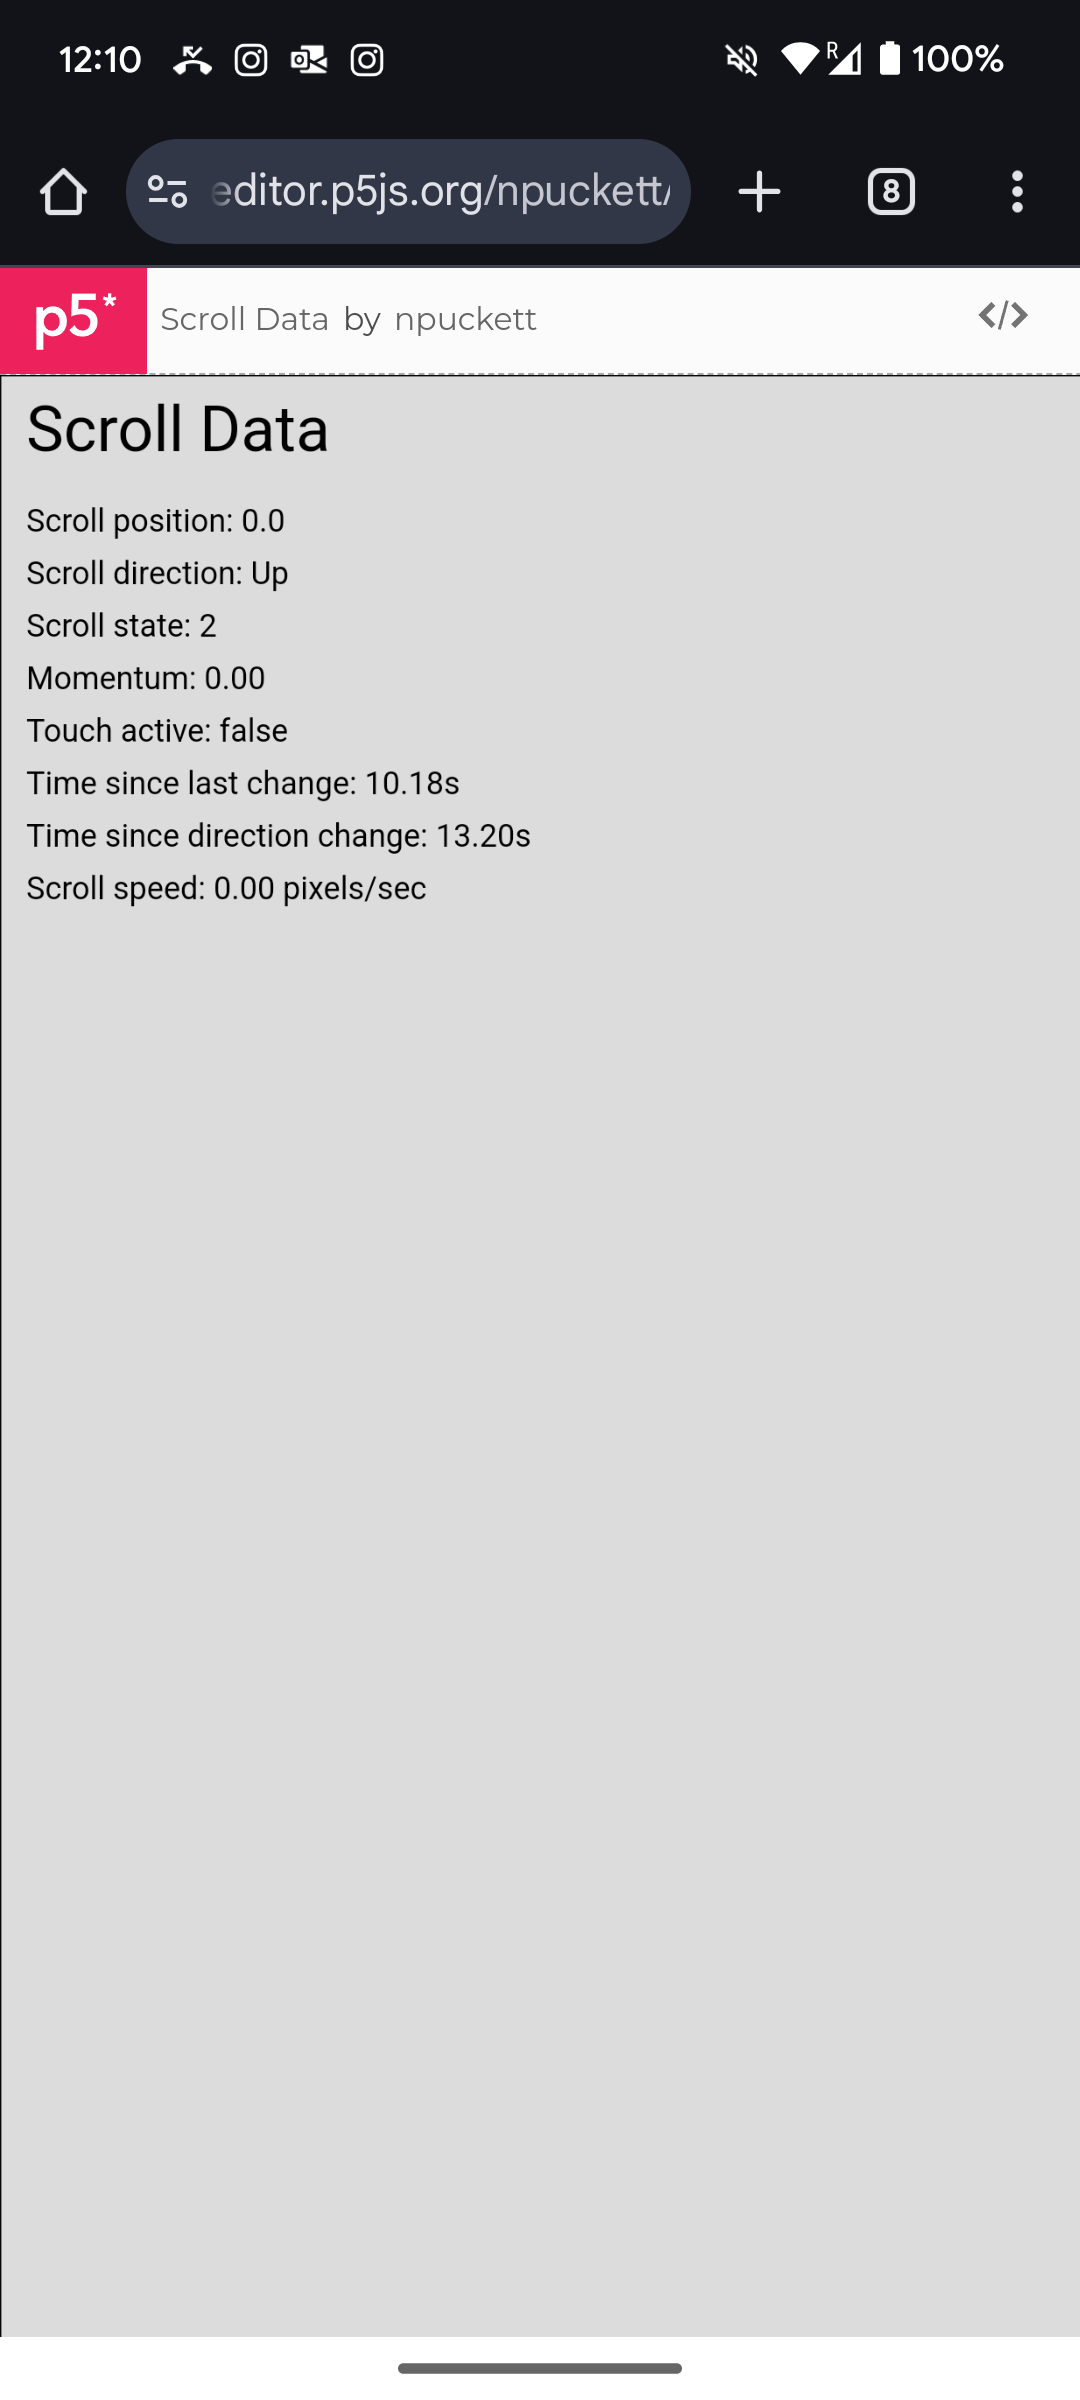 12:10
R
100%
editor.p5js.org/npuckett/
8
p5*
Scroll Data by npuckett
</>
Scroll Data
Scroll position: 0.0
Scroll direction: Up
Scroll state: 2
Momentum: 0.00
Touch active: false
Time since last change: 10.18s
Time since direction change: 13.20s
Scroll speed: 0.00 pixels/sec